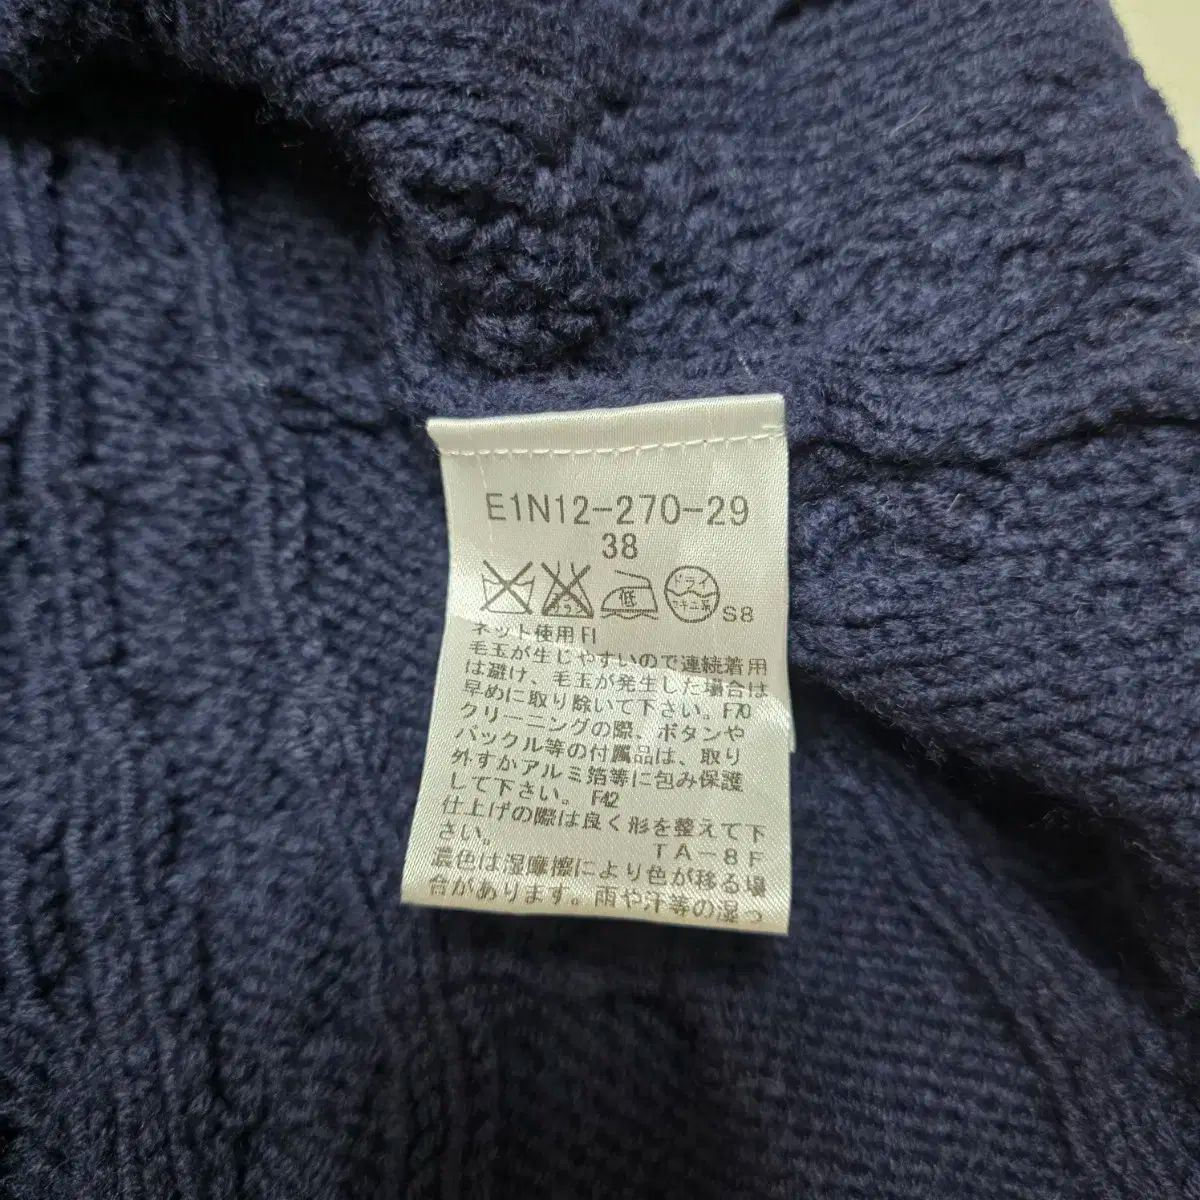 E1N12-270-29
38
エンソサラシ
低
ドライ
セキユ系
S8
ネット使用 F1
毛玉が生じやすいので連続着用
は避け、毛玉が発生した場合は
早めに取り除いて下さい。F70
クリーニングの際、ボタンや
バックル等の付属品は、取り
外すかアルミ箔等に包み保護
して下さい。 F42
仕上げの際は良く形を整えて下
さい。 TA-8F
濃色は湿摩擦により色が移る場
合があります。雨や汗等の湿っ